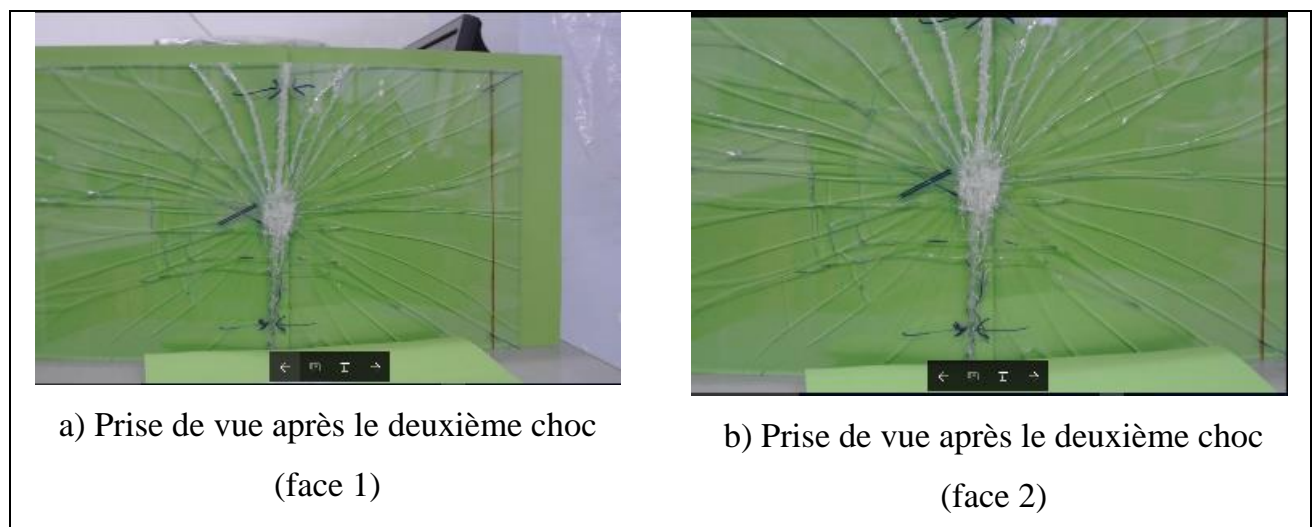 a) Prise de vue après le deuxième choc
(face 1)
b) Prise de vue après le deuxième choc
(face 2)